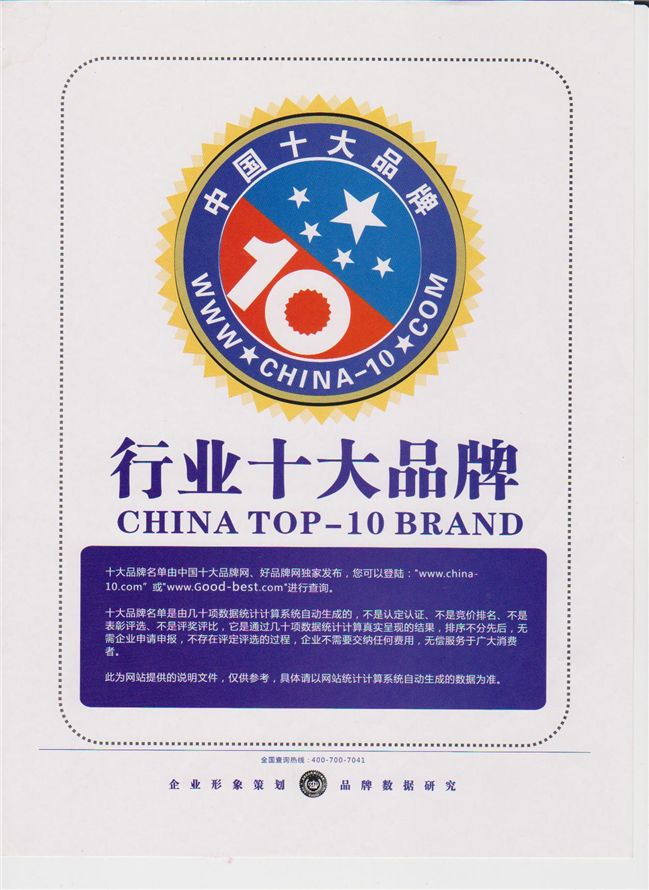 中国十大品牌
WWW★CHINA-10★COM
10
行业十大品牌
CHINA TOP-10 BRAND
十大品牌名单由中国十大品牌网、好品牌网独家发布，您可以登陆："www.china-
10.com" 或"www.Good-best.com"进行查询。
十大品牌名单是由几十项数据统计计算系统自动生成的，不是认定认证、不是竞价排名、不是
表彰评选、不是评奖评比，它是通过几十项数据统计计算真实呈现的结果，排序不分先后，无
需企业申请申报，不存在评定评选的过程，企业不需要交纳任何费用，无偿服务于广大消费
者。
此为网站提供的说明文件，仅供参考，具体请以网站统计计算系统自动生成的数据为准。
全国查询热线：400-700-7041
企业形象策划 品牌数据研究